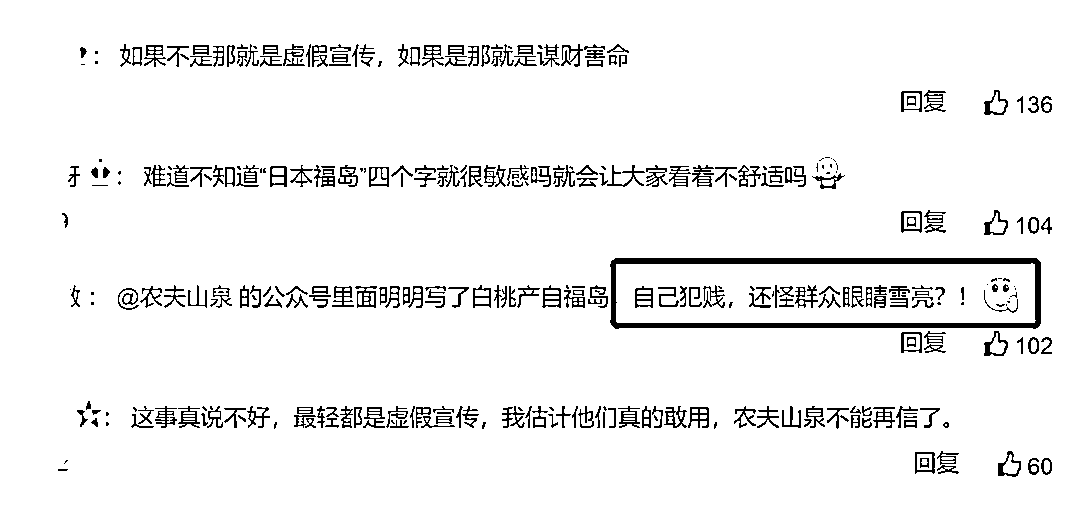 ：如果不是那就是虚假宣传，如果是那就是谋财害命
回复 136
：难道不知道“日本福岛”四个字就很敏感吗就会让大家看着不舒适吗
回复 104
：@农夫山泉 的公众号里面明明写了白桃产自福岛 自己犯贱，还怪群众眼睛雪亮？！
回复 102
：这事真说不好，最轻都是虚假宣传，我估计他们真的敢用，农夫山泉不能再信了。
回复 60